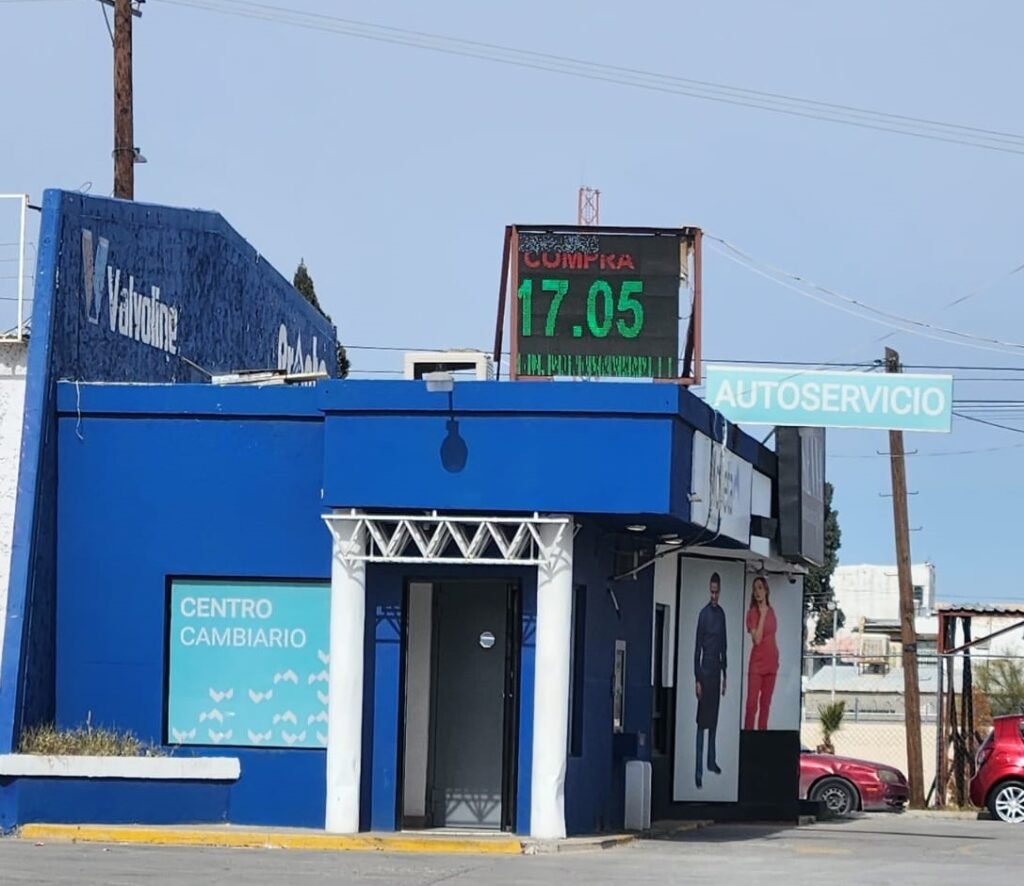 Valvoline
COMPRA
17.05
AUTOSERVICIO
CENTRO
CAMBIARIO